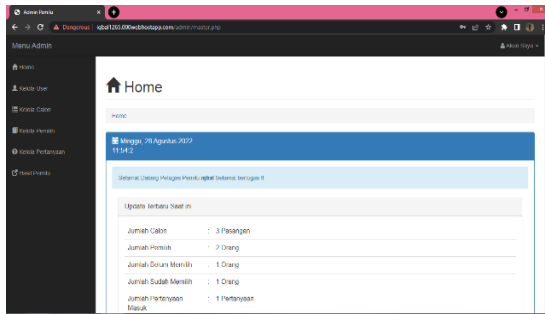 Admin Pemilu
Dangerous | iqbal1265.000webhostapp.com/admin/master.php
Menu Admin
Akun Saya
Home
Kelola User
Kelola Calon
Kelola Pemilih
Kelola Pertanyaan
Hasil Pemilu
Home
Home
Minggu, 28 Agustus 2022
11:54:2
Selamat Datang Petugas Pemilu iqbal Selamat bertugas !!
Update Terbaru Saat ini
Jumlah Calon : 3 Pasangan
Jumlah Pemilih : 2 Orang
Jumlah Belum Memilih : 1 Orang
Jumlah Sudah Memilih : 1 Orang
Jumlah Pertanyaan : 1 Pertanyaan
Masuk